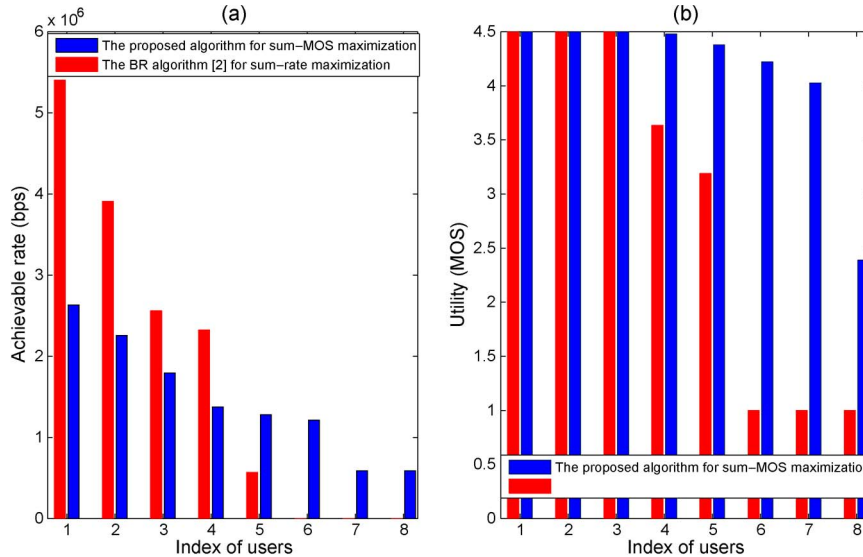 (a)
6 × 10⁶
The proposed algorithm for sum−MOS maximization
The BR algorithm [2] for sum−rate maximization
5
4
3
2
1
0
Achievable rate (bps)
1 2 3 4 5 6 7 8
Index of users
(b)
4.5
4
3.5
3
2.5
2
1.5
1
0.5
0
Utility (MOS)
The proposed algorithm for sum−MOS maximization
1 2 3 4 5 6 7 8
Index of users